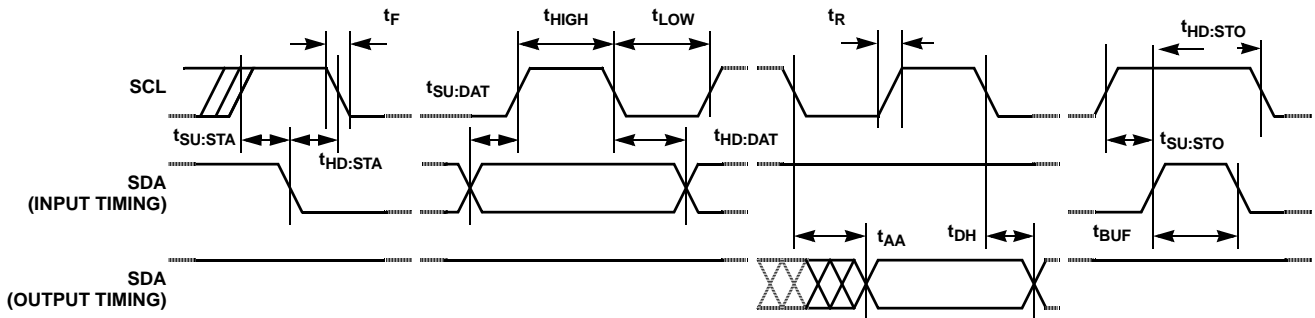 tF
tHIGH
tLOW
tR
tHD:STO
SCL
tSU:DAT
tSU:STA
tHD:STA
tHD:DAT
tSU:STO
SDA
(INPUT TIMING)
tAA
tDH
tBUF
SDA
(OUTPUT TIMING)